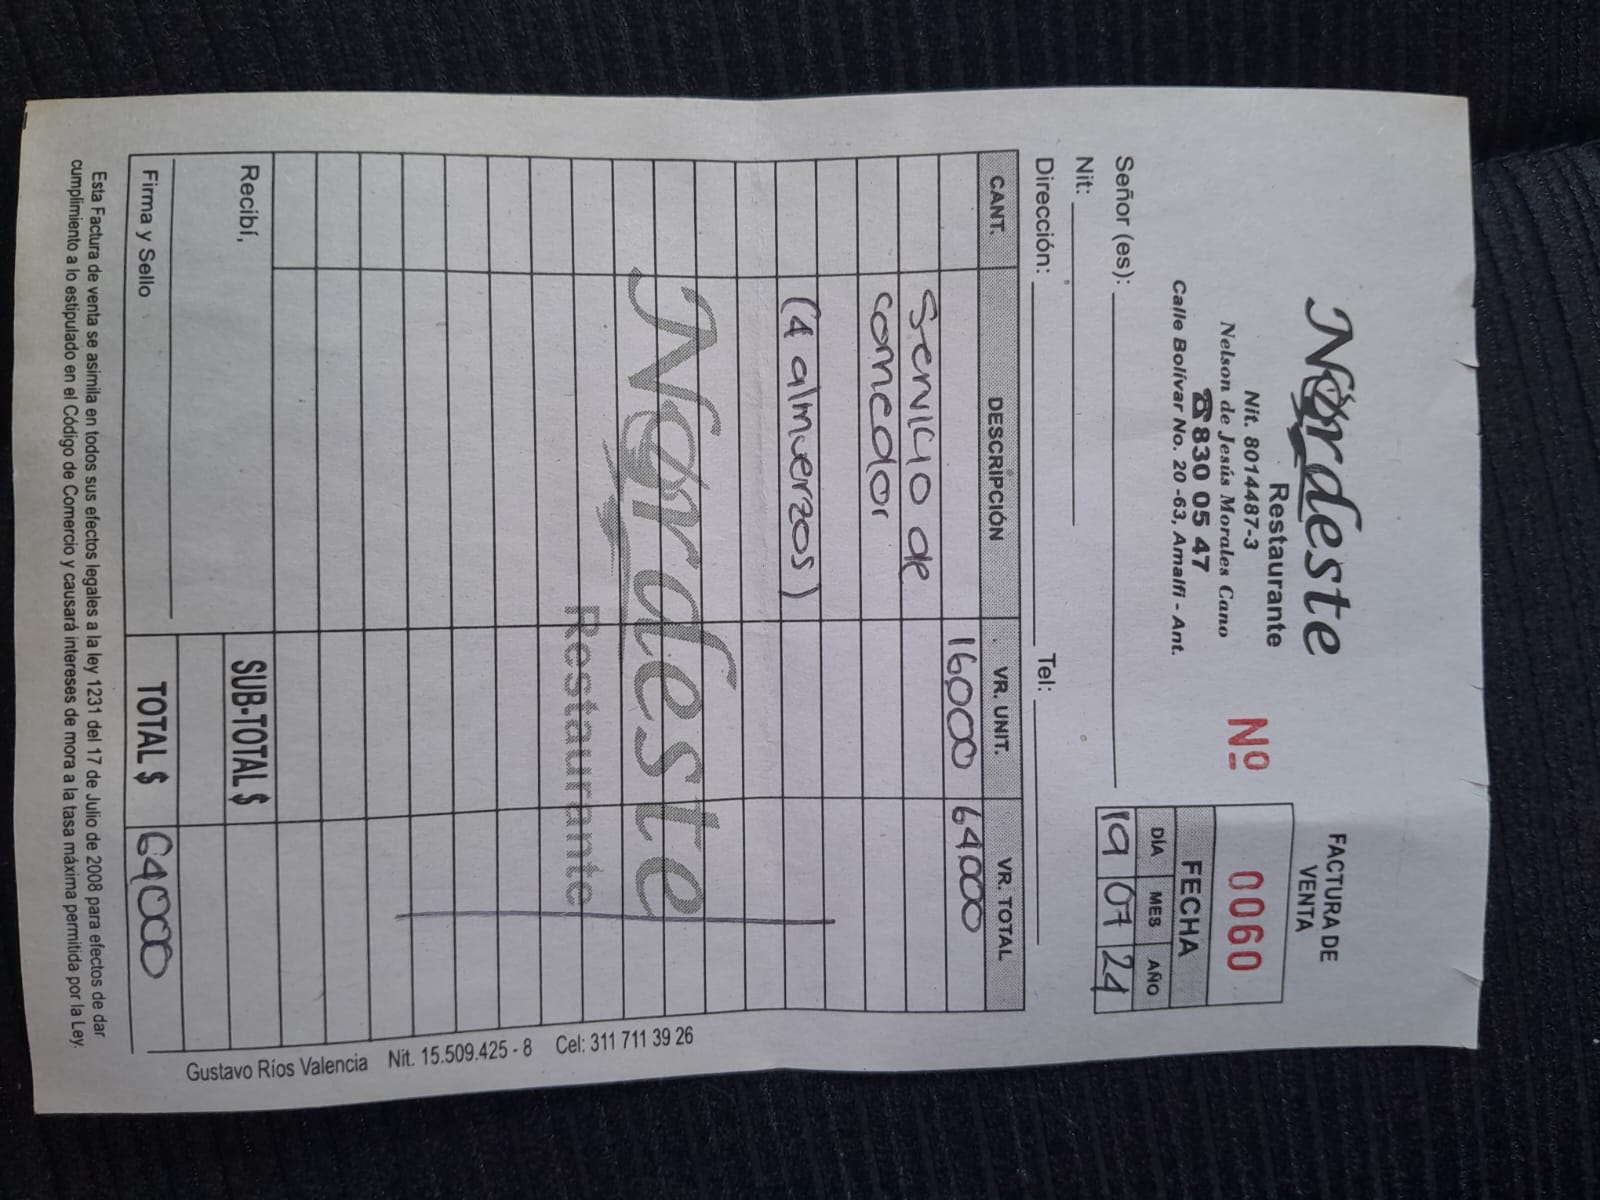 Nordeste
Restaurante
Nit. 8014487-3
Nelson de Jesús Morales Cano
☎830 05 47
Calle Bolívar No. 20 -63, Amalfi - Ant.
FACTURA DE
VENTA
Nº 0060
FECHA
DÍA MES AÑO
19 07 24
Señor (es):
Nit:
Dirección: Tel:
CANT. DESCRIPCIÓN VR. UNIT. VR. TOTAL
16000 64000
Servicio de
comedor
(4 almuerzos)
Nordeste
Restaurante
Recibí,
SUB-TOTAL $
Firma y Sello
TOTAL $ 64000
Esta Factura de venta se asimila en todos sus efectos legales a la ley 1231 del 17 de Julio de 2008 para efectos de dar
cumplimiento a lo estipulado en el Código de Comercio y causará intereses de mora a la tasa máxima permitida por la Ley.
Gustavo Ríos Valencia Nit. 15.509.425 - 8 Cel: 311 711 39 26